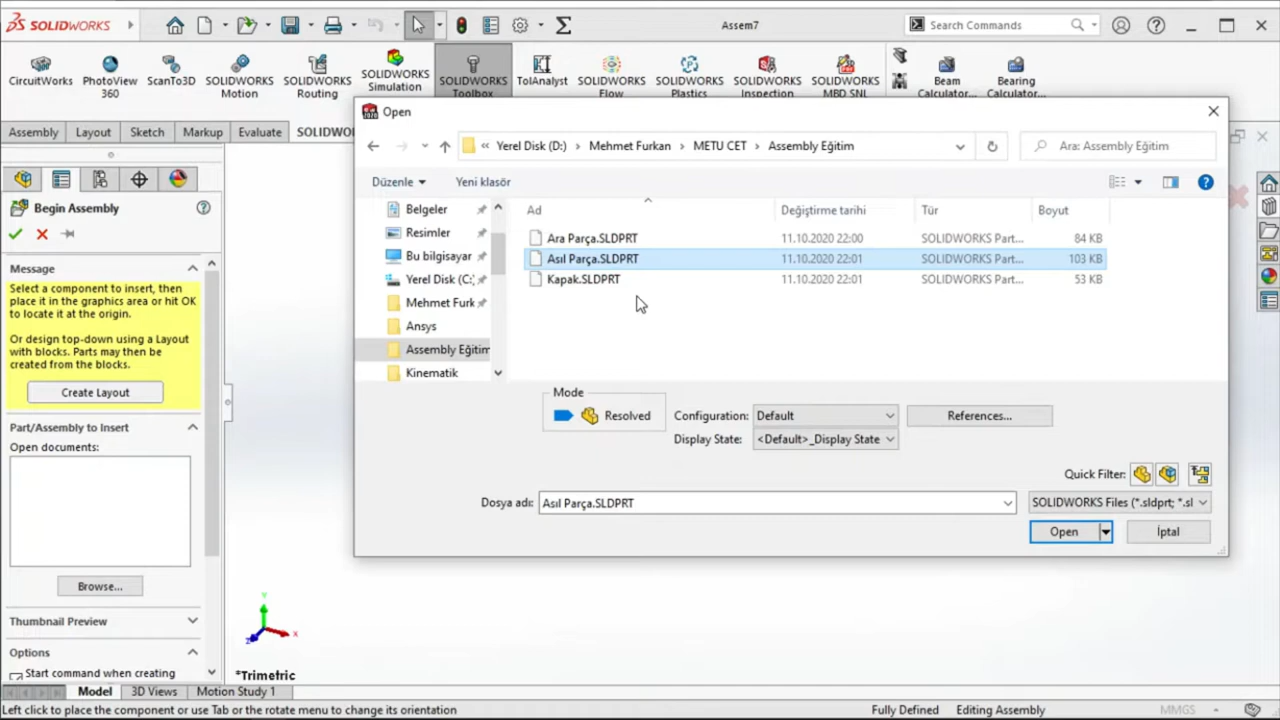 SOLIDWORKS
Assem7
Search Commands
CircuitWorks
PhotoView
360
ScanTo3D
SOLIDWORKS
Motion
SOLIDWORKS
Routing
SOLIDWORKS
Simulation
SOLIDWORKS
Toolbox
TolAnalyst
SOLIDWORKS
Flow
SOLIDWORKS
Plastics
SOLIDWORKS
Inspection
SOLIDWORKS
MBD SNL
Beam
Calculator...
Bearing
Calculator...
Assembly
Layout
Sketch
Markup
Evaluate
SOLIDWO
Open
« Yerel Disk (D:) > Mehmet Furkan > METU CET > Assembly Eğitim
Ara: Assembly Eğitim
Düzenle
Yeni klasör
Begin Assembly
Message
Select a component to insert, then
place it in the graphics area or hit OK
to locate it at the origin.
Or design top-down using a Layout
with blocks. Parts may then be
created from the blocks.
Create Layout
Part/Assembly to Insert
Open documents:
Browse...
Thumbnail Preview
Options
Start command when creating
Belgeler
Resimler
Bu bilgisayar
Yerel Disk (C:
Mehmet Furk
Ansys
Assembly Eğitim
Kinematik
Ad
Değiştirme tarihi
Tür
Boyut
Ara Parça.SLDPRT
11.10.2020 22:00
SOLIDWORKS Part...
84 KB
Asıl Parça.SLDPRT
11.10.2020 22:01
SOLIDWORKS Part...
103 KB
Kapak.SLDPRT
11.10.2020 22:01
SOLIDWORKS Part...
53 KB
Mode
Resolved
Configuration:
Default
References...
Display State:
<Default>_Display State
Quick Filter:
Dosya adı:
Asıl Parça.SLDPRT
SOLIDWORKS Files (*.sldprt; *.sl
Open
İptal
Y
X
Z
*Trimetric
Model
3D Views
Motion Study 1
Left click to place the component or use Tab or the rotate menu to change its orientation
Fully Defined
Editing Assembly
MMGS